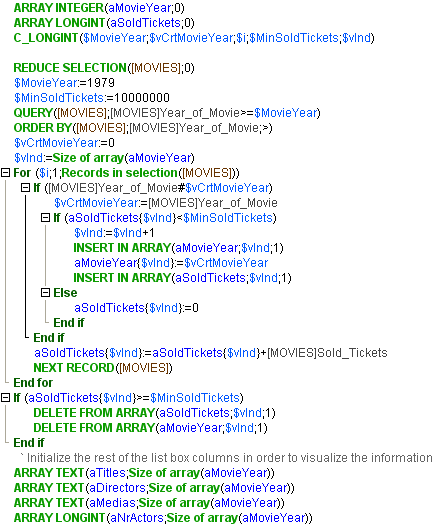 ARRAY INTEGER(aMovieYear;0)
ARRAY LONGINT(aSoldTickets;0)
C_LONGINT($MovieYear;$vCrtMovieYear;$i;$MinSoldTickets;$vInd)
REDUCE SELECTION([MOVIES];0)
$MovieYear:=1979
$MinSoldTickets:=10000000
QUERY([MOVIES];[MOVIES]Year_of_Movie>=$MovieYear)
ORDER BY([MOVIES];[MOVIES]Year_of_Movie;>)
$vCrtMovieYear:=0
$vInd:=Size of array(aMovieYear)
For ($i;1;Records in selection([MOVIES]))
If ([MOVIES]Year_of_Movie#$vCrtMovieYear)
$vCrtMovieYear:=[MOVIES]Year_of_Movie
If (aSoldTickets{$vInd}<$MinSoldTickets)
$vInd:=$vInd+1
INSERT IN ARRAY(aMovieYear;$vInd;1)
aMovieYear{$vInd}:=$vCrtMovieYear
INSERT IN ARRAY(aSoldTickets;$vInd;1)
Else
aSoldTickets{$vInd}:=0
End if
End if
aSoldTickets{$vInd}:=aSoldTickets{$vInd}+[MOVIES]Sold_Tickets
NEXT RECORD([MOVIES])
End for
If (aSoldTickets{$vInd}>=$MinSoldTickets)
DELETE FROM ARRAY(aSoldTickets;$vInd;1)
DELETE FROM ARRAY(aMovieYear;$vInd;1)
End if
` Initialize the rest of the list box columns in order to visualize the information
ARRAY TEXT(aTitles;Size of array(aMovieYear))
ARRAY TEXT(aDirectors;Size of array(aMovieYear))
ARRAY TEXT(aMedias;Size of array(aMovieYear))
ARRAY LONGINT(aNrActors;Size of array(aMovieYear))